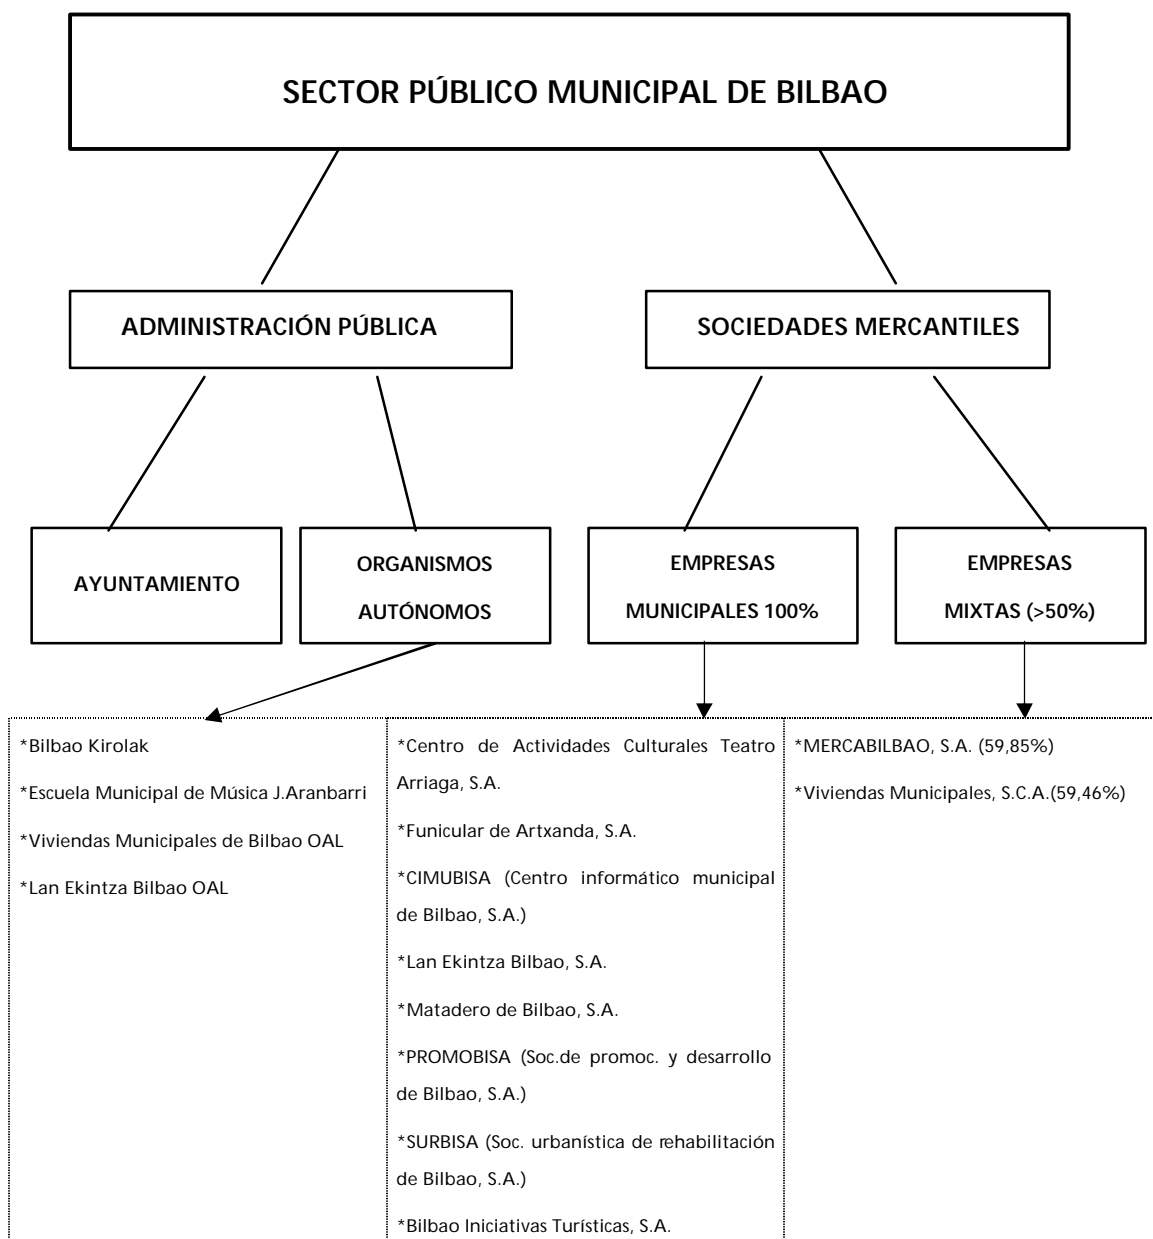 SECTOR PÚBLICO MUNICIPAL DE BILBAO
ADMINISTRACIÓN PÚBLICA
SOCIEDADES MERCANTILES
AYUNTAMIENTO
ORGANISMOS
AUTÓNOMOS
EMPRESAS
MUNICIPALES 100%
EMPRESAS
MIXTAS (>50%)
*Bilbao Kirolak
*Escuela Municipal de Música J.Aranbarri
*Viviendas Municipales de Bilbao OAL
*Lan Ekintza Bilbao OAL
*Centro de Actividades Culturales Teatro
Arriaga, S.A.
*Funicular de Artxanda, S.A.
*CIMUBISA (Centro informático municipal
de Bilbao, S.A.)
*Lan Ekintza Bilbao, S.A.
*Matadero de Bilbao, S.A.
*PROMOBISA (Soc.de promoc. y desarrollo
de Bilbao, S.A.)
*SURBISA (Soc. urbanística de rehabilitación
de Bilbao, S.A.)
*Bilbao Iniciativas Turísticas, S.A.
*MERCABILBAO, S.A. (59,85%)
*Viviendas Municipales, S.C.A.(59,46%)